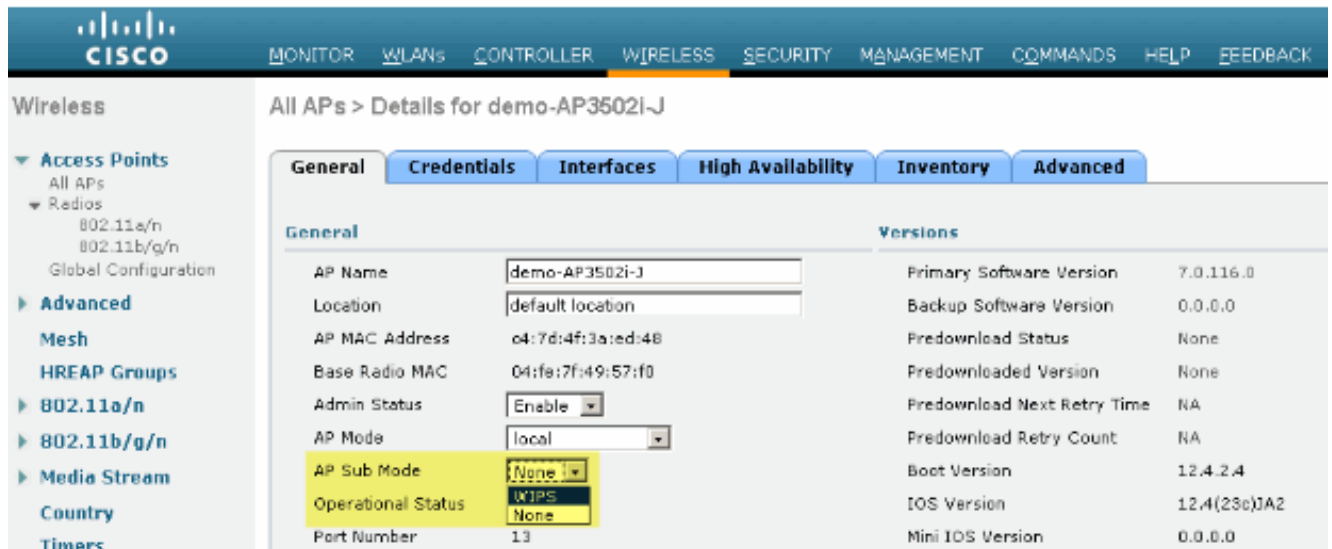 CISCO
MONITOR WLANs CONTROLLER WIRELESS SECURITY MANAGEMENT COMMANDS HELP FEEDBACK
Wireless
Access Points
All APs
Radios
802.11a/n
802.11b/g/n
Global Configuration
Advanced
Mesh
HREAP Groups
802.11a/n
802.11b/g/n
Media Stream
Country
Timers
All APs > Details for demo-AP3502i-J
General Credentials Interfaces High Availability Inventory Advanced
General
AP Name demo-AP3502i-J
Location default location
AP MAC Address c4:7d:4f:3a:ed:48
Base Radio MAC 04:fe:7f:49:57:f0
Admin Status Enable
AP Mode local
AP Sub Mode None
WIPS
Operational Status None
Port Number 13
Versions
Primary Software Version 7.0.116.0
Backup Software Version 0.0.0.0
Predownload Status None
Predownloaded Version None
Predownload Next Retry Time NA
Predownload Retry Count NA
Boot Version 12.4.2.4
IOS Version 12.4(23c)JA2
Mini IOS Version 0.0.0.0